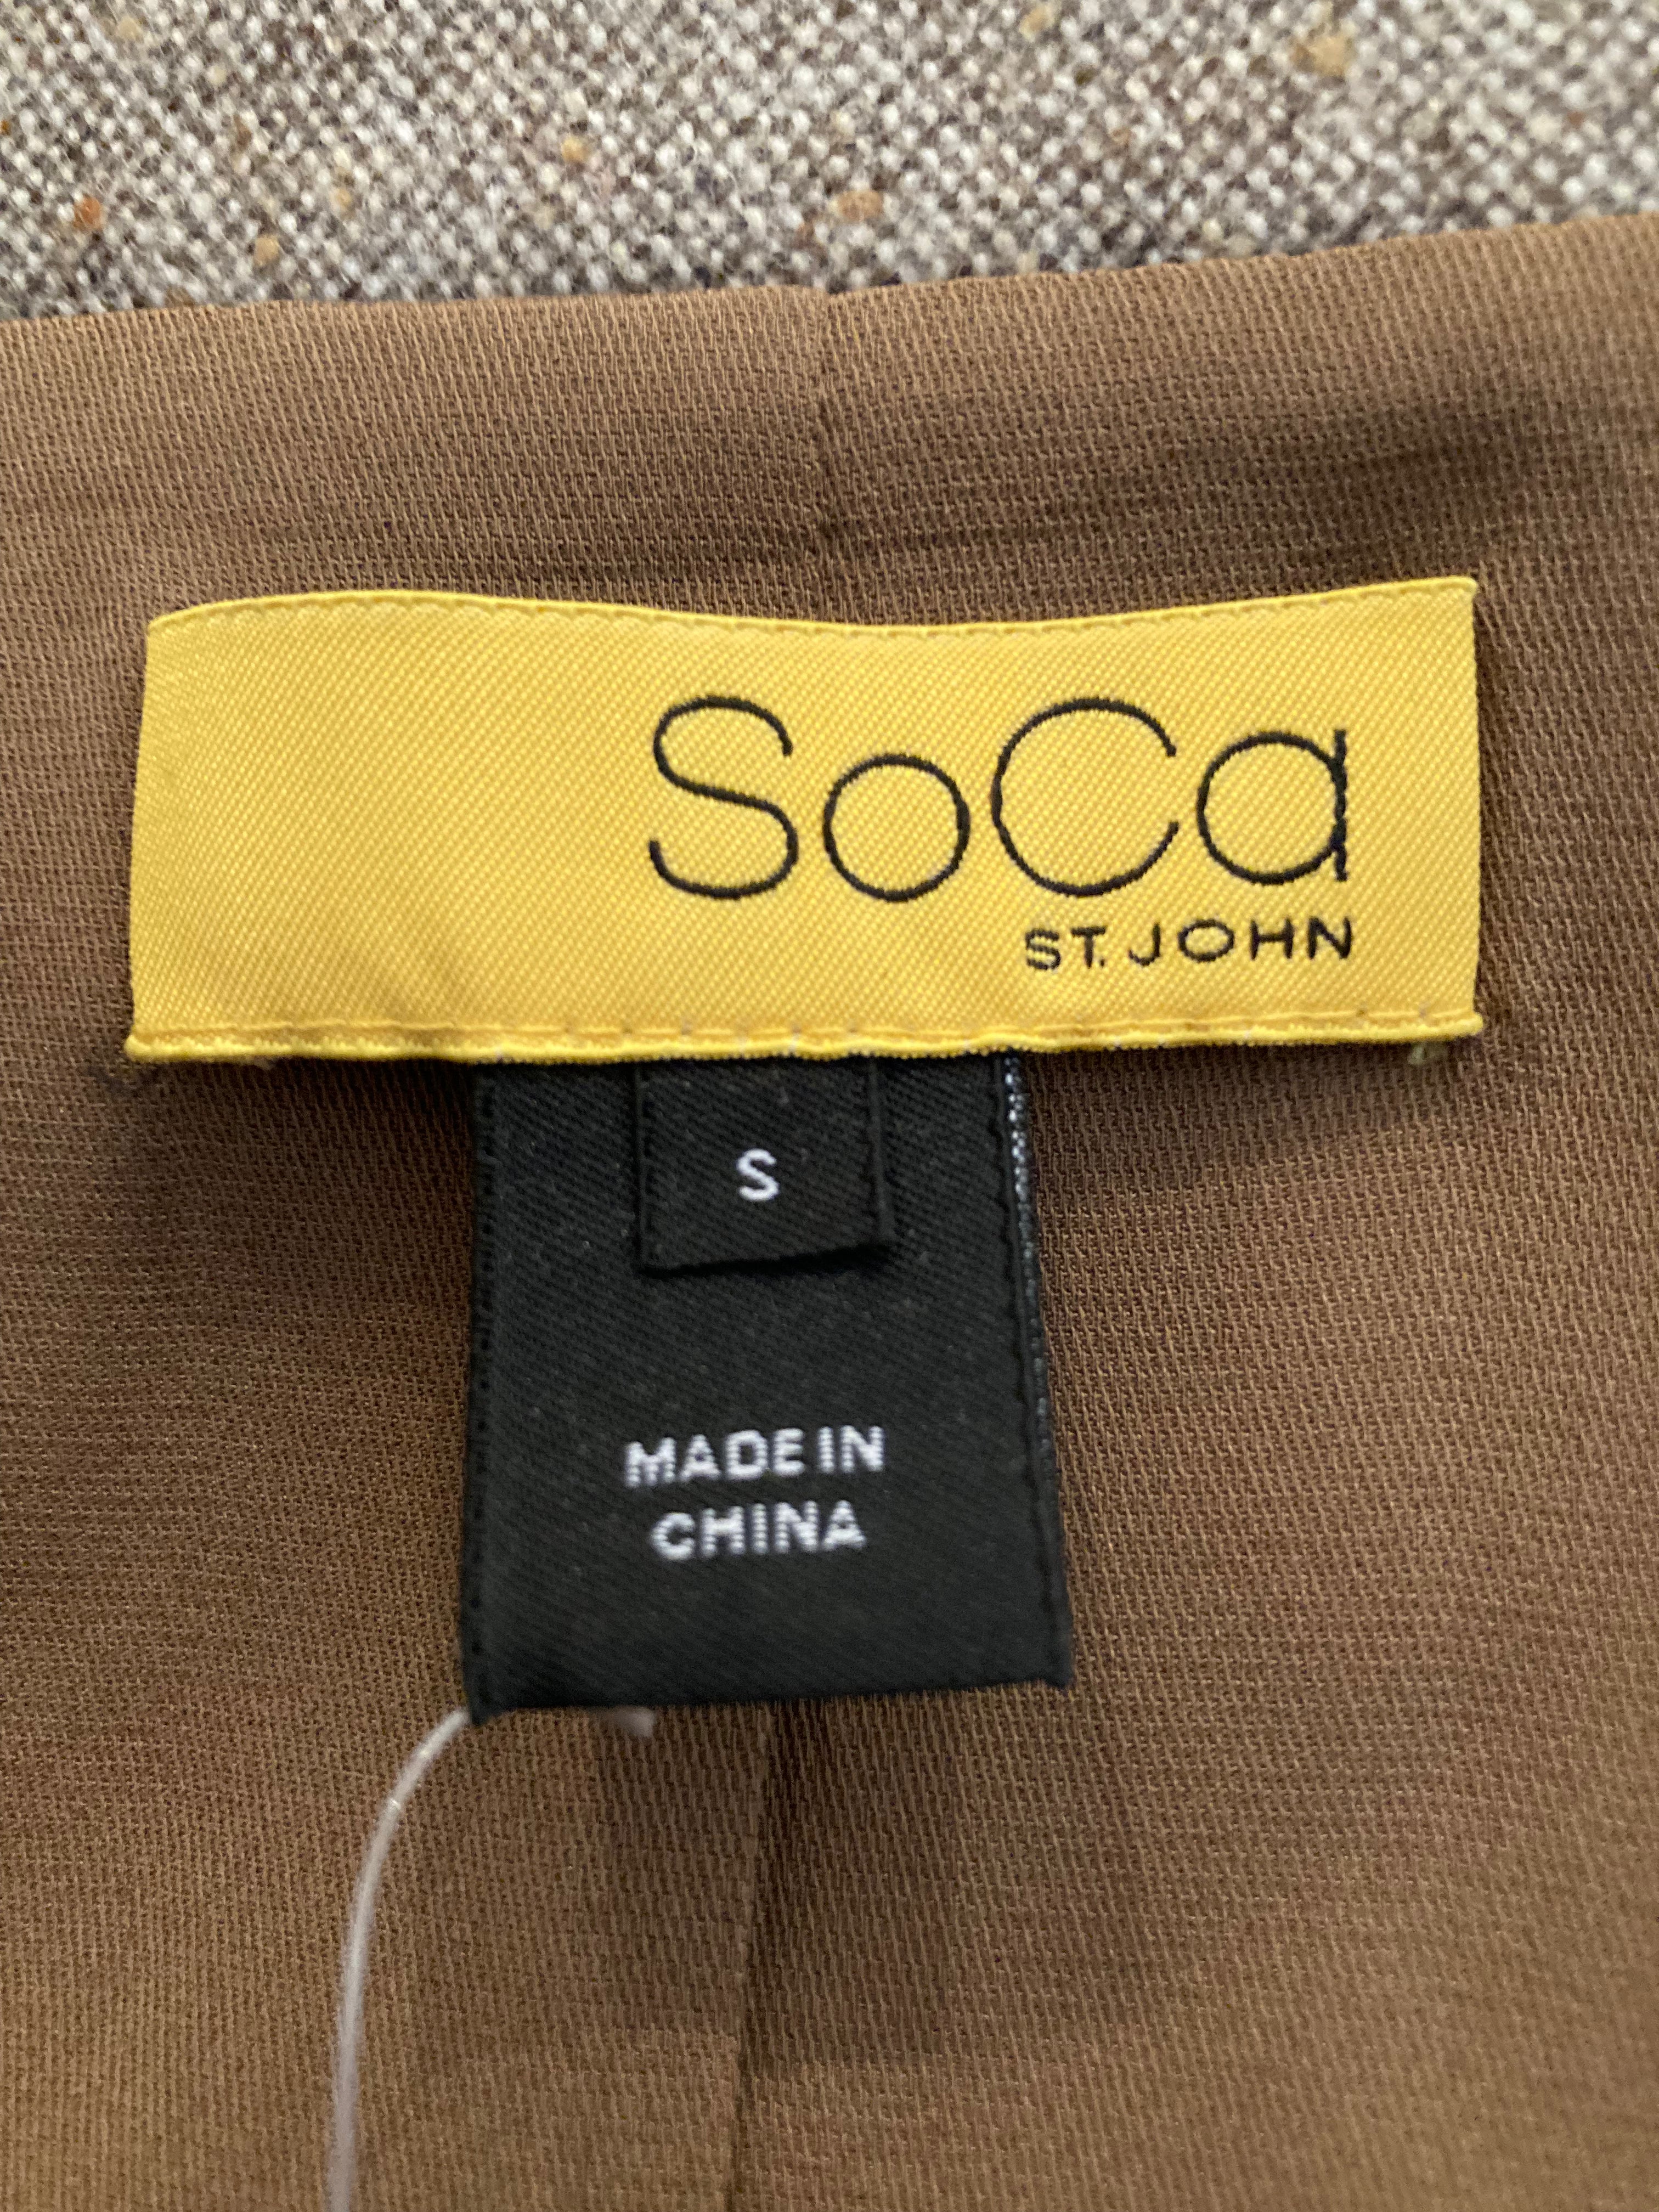 SoCa
ST. JOHN
S
MADE IN
CHINA